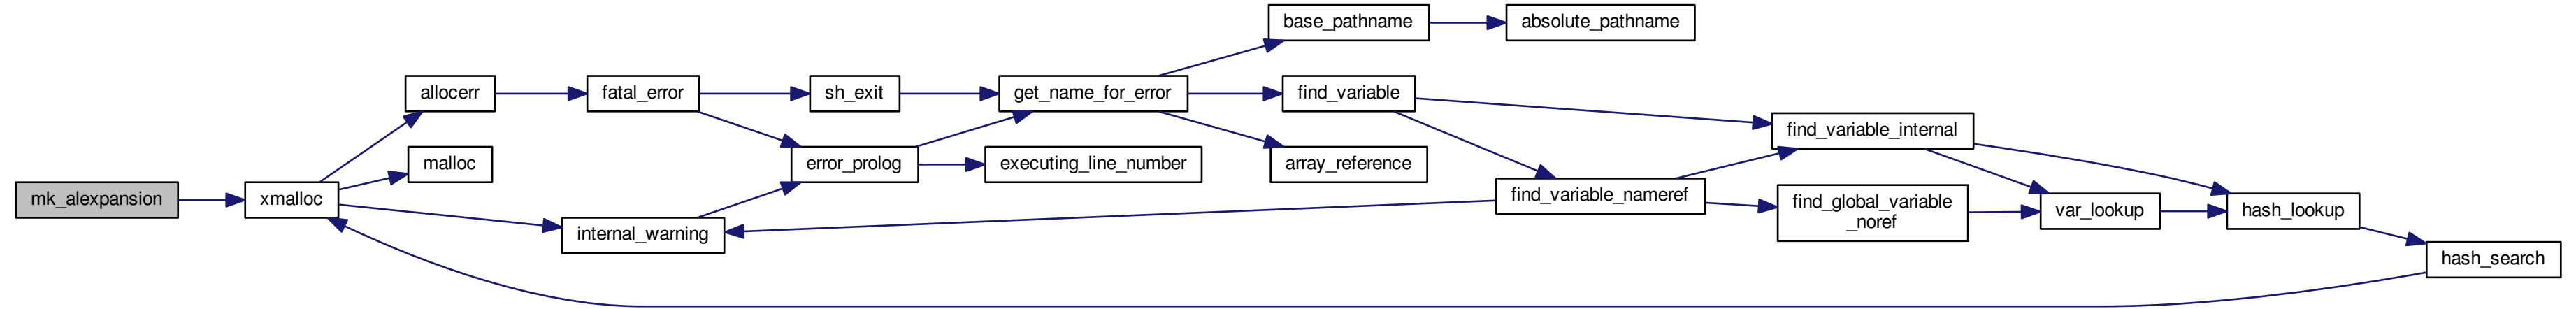 base_pathname
absolute_pathname
allocerr
fatal_error
sh_exit
get_name_for_error
find_variable
find_variable_internal
malloc
error_prolog
executing_line_number
array_reference
mk_alexpansion
xmalloc
find_variable_nameref
find_global_variable
_noref
var_lookup
hash_lookup
internal_warning
hash_search